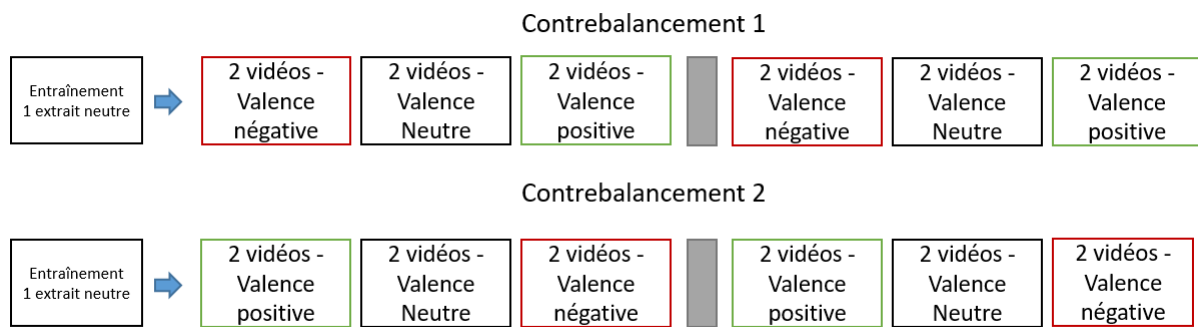 Contrebalancement 1
Entraînement
1 extrait neutre
2 vidéos -
Valence
négative
2 vidéos -
Valence
Neutre
2 vidéos -
Valence
positive
2 vidéos -
Valence
négative
2 vidéos -
Valence
Neutre
2 vidéos -
Valence
positive
Contrebalancement 2
Entraînement
1 extrait neutre
2 vidéos -
Valence
positive
2 vidéos -
Valence
Neutre
2 vidéos -
Valence
négative
2 vidéos -
Valence
positive
2 vidéos -
Valence
Neutre
2 vidéos -
Valence
négative